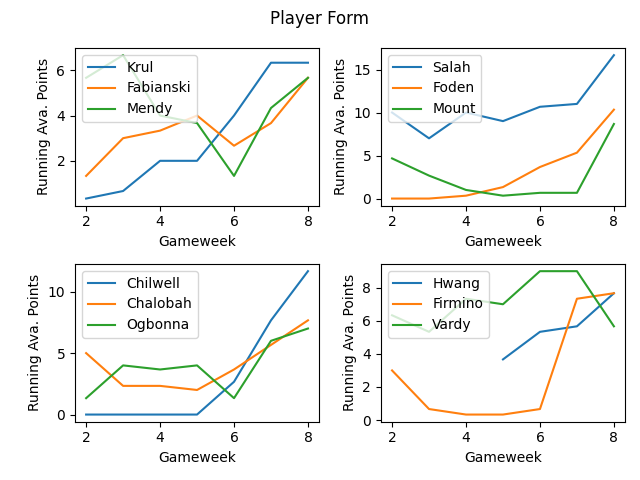 Player Form
Krul
Fabianski
Mendy
6
4
2
Running Ava. Points
2
4
6
8
Gameweek
Salah
Foden
Mount
15
10
5
0
Running Ava. Points
2
4
6
8
Gameweek
Chilwell
Chalobah
Ogbonna
10
5
0
Running Ava. Points
2
4
6
8
Gameweek
Hwang
Firmino
Vardy
8
6
4
2
0
Running Ava. Points
2
4
6
8
Gameweek